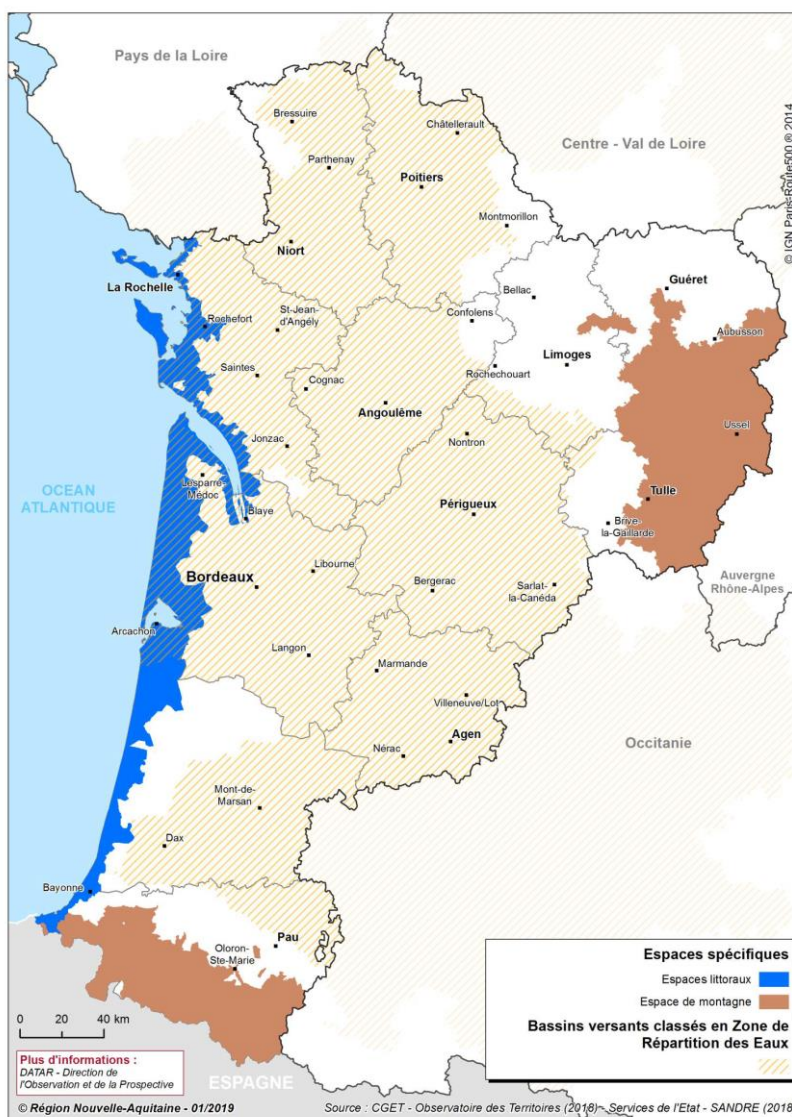 Pays de la Loire
Bressuire
Châtellerault
Parthenay
Poitiers
Centre - Val de Loire
© IGN Paris-Route500 ® 2014
Montmorillon
Niort
La Rochelle
Bellac
Guéret
St-Jean-
d'Angély
Confolens
Rochefort
Aubusson
Limoges
Rochechouart
Saintes
Cognac
Angoulême
Ussel
Jonzac
Nontron
OCEAN
ATLANTIQUE
Lesparre-
Médoc
Tulle
Périgueux
Blaye
Brive-
la-Gaillarde
Libourne
Bordeaux
Bergerac
Sarlat-
la-Canéda
Auvergne
Rhône-Alpes
Arcachon
Langon
Marmande
Villeneuve/Lot
Occitanie
Agen
Nérac
Mont-de-
Marsan
Dax
Bayonne
Pau
Oloron-
Ste-Marie
Espaces spécifiques
Espaces littoraux
Espace de montagne
Bassins versants classés en Zone de
Répartition des Eaux
0 20 40 km
Plus d'informations :
DATAR - Direction de
l'Observation et de la Prospective
ESPAGNE
© Région Nouvelle-Aquitaine - 01/2019
Source : CGET - Observatoire des Territoires (2018)- Services de l'Etat - SANDRE (2018)